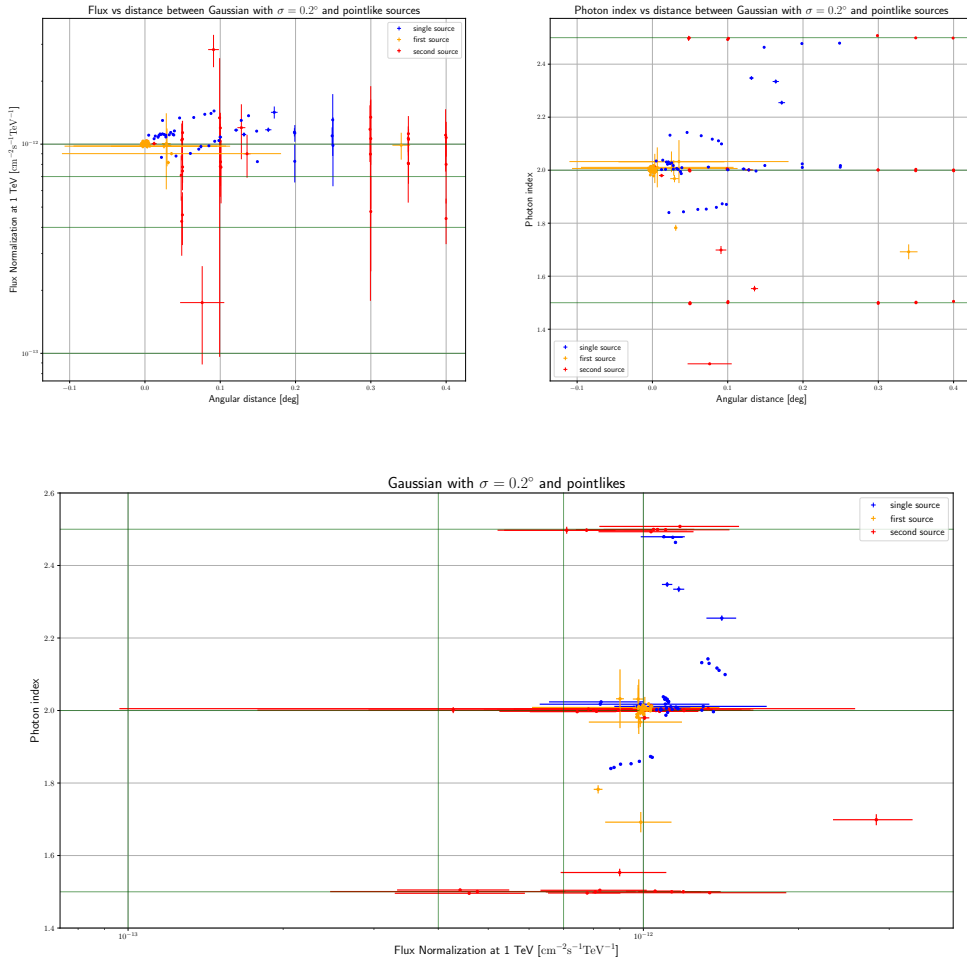 Flux vs distance between Gaussian with σ = 0.2° and pointlike sources
single source
first source
second source
10⁻¹²
10⁻¹³
Flux Normalization at 1 TeV [cm⁻²s⁻¹TeV⁻¹]
−0.1 0.0 0.1 0.2 0.3 0.4
Angular distance [deg]
Photon index vs distance between Gaussian with σ = 0.2° and pointlike sources
2.4
2.2
2.0
1.8
1.6
1.4
Photon index
single source
first source
second source
−0.1 0.0 0.1 0.2 0.3 0.4
Angular distance [deg]
Gaussian with σ = 0.2° and pointlikes
single source
first source
second source
2.6
2.4
2.2
2.0
1.8
1.6
1.4
Photon index
10⁻¹³ 10⁻¹²
Flux Normalization at 1 TeV [cm⁻²s⁻¹TeV⁻¹]